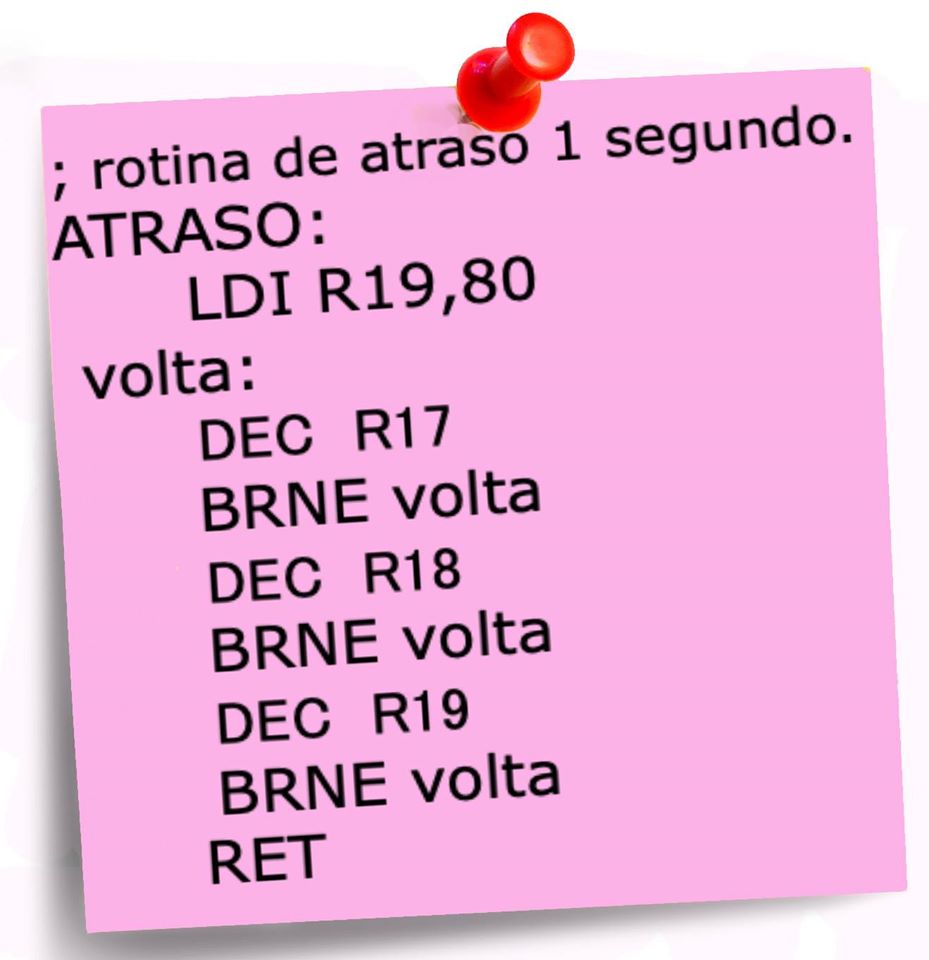 ; rotina de atraso 1 segundo.
ATRASO:
LDI R19,80
volta:
DEC R17
BRNE volta
DEC R18
BRNE volta
DEC R19
BRNE volta
RET